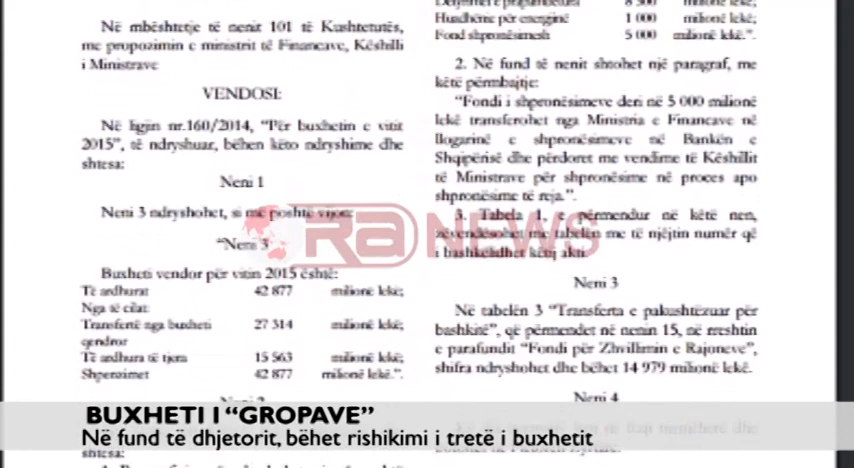 Në mbështetje të nenit 101 të Kushtetutës,
me propozimin e ministrit të Financave, Këshilli
i Ministrave
VENDOSI:
Në ligjin nr.160/2014, “Për buxhetin e vitit
2015”, të ndryshuar, bëhen këto ndryshime dhe
shtesa:
Neni 1
Neni 3 ndryshohet, si më poshtë vijon:
“Neni 3
Buxheti vendor për vitin 2015 është:
Të ardhurat 42 877 milionë lekë;
Nga të cilat:
Transfertë nga buxheti 27 314 milionë lekë;
qendror
Të ardhura të tjera 15 563 milionë lekë;
Shpenzimet 42 877 milionë lekë.”.
shtesa:
Huadhënie për energjinë 1 000 milionë lekë;
Fond shpronësimesh 5 000 milionë lekë.”.
2. Në fund të nenit shtohet një paragraf, me
këtë përmbajtje:
“Fondi i shpronësimeve deri në 5 000 milionë
lekë transferohet nga Ministria e Financave në
llogarinë e shpronësimeve në Bankën e
Shqipërisë dhe përdoret me vendime të Këshillit
të Ministrave për shpronësime në proces apo
shpronësime të reja.”.
3. Tabela 1, e përmendur në këtë nen,
zëvendësohet me tabelën me të njëjtin numër që
i bashkëlidhet këtij akti.
Neni 3
Në tabelën 3 “Transferta e pakushtëzuar për
bashkitë”, që përmendet në nenin 15, në rreshtin
e parafundit “Fondi për Zhvillimin e Rajoneve”,
shifra ndryshohet dhe bëhet 14 979 milionë lekë.
Neni 4
RA NEWS
BUXHETI I “GROPAVE”
Në fund të dhjetorit, bëhet rishikimi i tretë i buxhetit